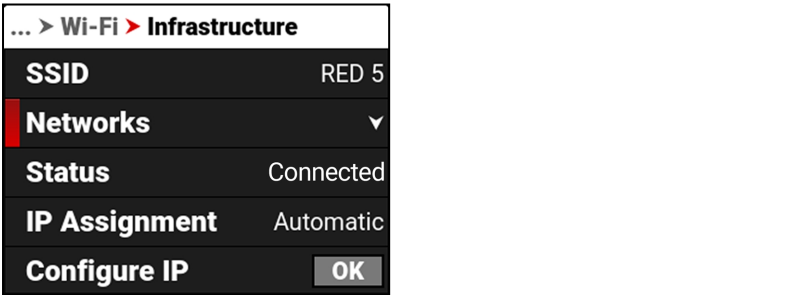 ... > Wi-Fi > Infrastructure
SSID RED 5
Networks
Status Connected
IP Assignment Automatic
Configure IP OK